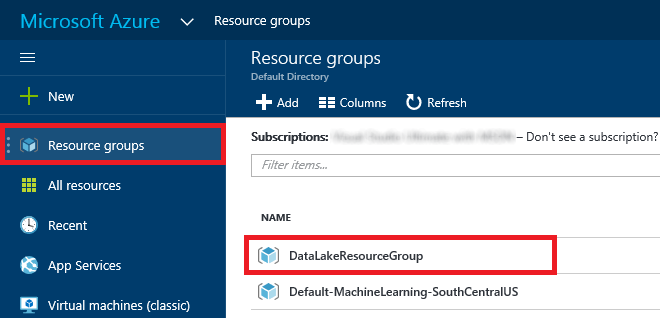 Microsoft Azure Resource groups
New
Resource groups
All resources
Recent
App Services
Virtual machines (classic)
Resource groups
Default Directory
Add Columns Refresh
Subscriptions: – Don't see a subscription?
Filter items...
NAME
DataLakeResourceGroup
Default-MachineLearning-SouthCentralUS